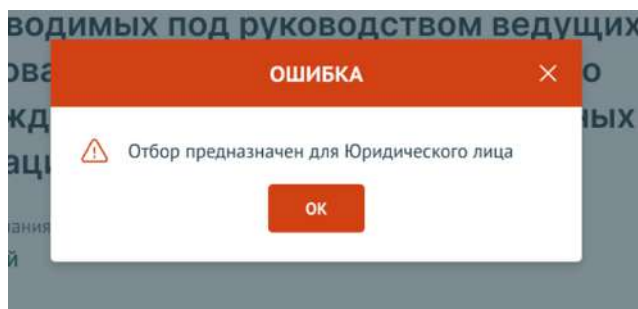 водимых под руководством ведущих
ОШИБКА
Отбор предназначен для Юридического лица
ОК
й